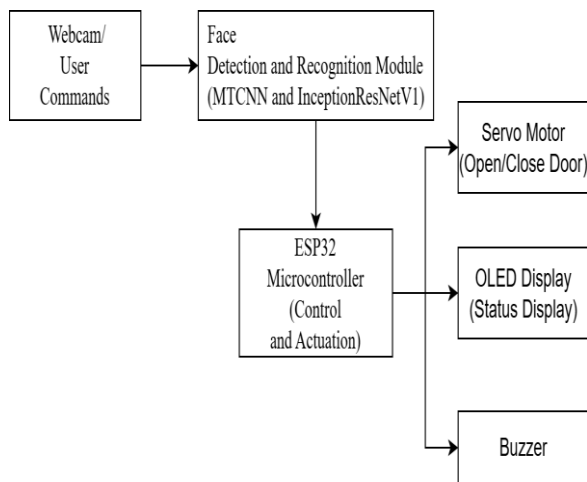 Webcam/
User
Commands
Face
Detection and Recognition Module
(MTCNN and InceptionResNetV1)
Servo Motor
(Open/Close Door)
ESP32
Microcontroller
(Control
and Actuation)
OLED Display
(Status Display)
Buzzer